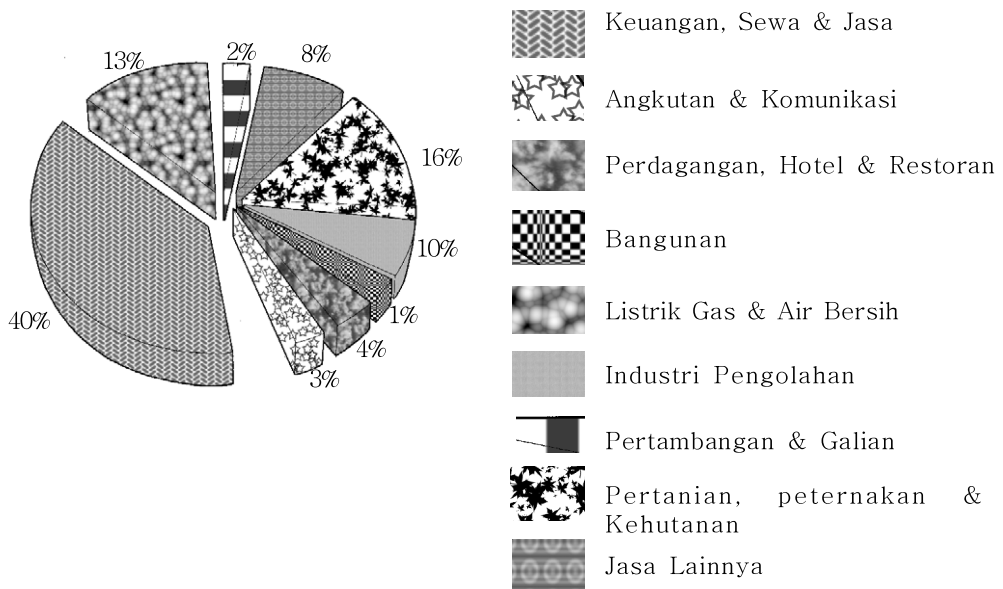 2%
8%
13%
16%
10%
1%
4%
3%
40%
Keuangan, Sewa & Jasa
Angkutan & Komunikasi
Perdagangan, Hotel & Restoran
Bangunan
Listrik Gas & Air Bersih
Industri Pengolahan
Pertambangan & Galian
Pertanian, peternakan &
Kehutanan
Jasa Lainnya